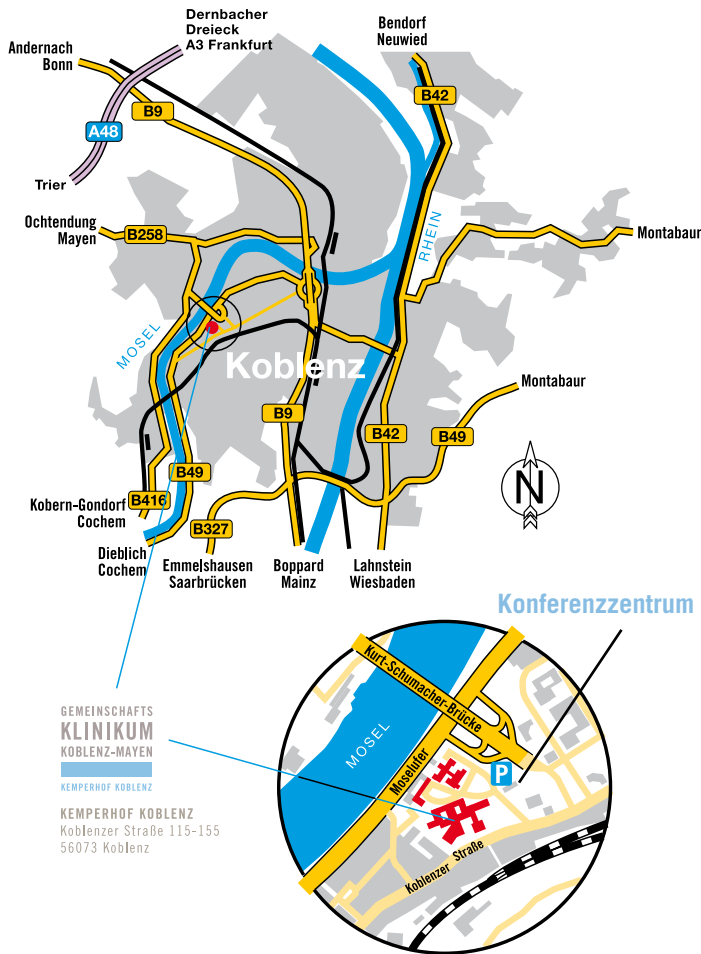 Dernbacher
Dreieck
A3 Frankfurt
Bendorf
Neuwied
Andernach
Bonn
B9
B42
A48
Trier
Ochtendung
Mayen
B258
RHEIN
Montabaur
MOSEL
Koblenz
Montabaur
B9
B42
B49
B49
B416
N
Kobern-Gondorf
Cochem
B327
Dieblich
Cochem
Emmelshausen
Saarbrücken
Boppard
Mainz
Lahnstein
Wiesbaden
Konferenzzentrum
Kurt-Schumacher-Brücke
MOSEL
Moselufer
P
Koblenzer Straße
GEMEINSCHAFTS
KLINIKUM
KOBLENZ-MAYEN
KEMPERHOF KOBLENZ
KEMPERHOF KOBLENZ
Koblenzer Straße 115-155
56073 Koblenz